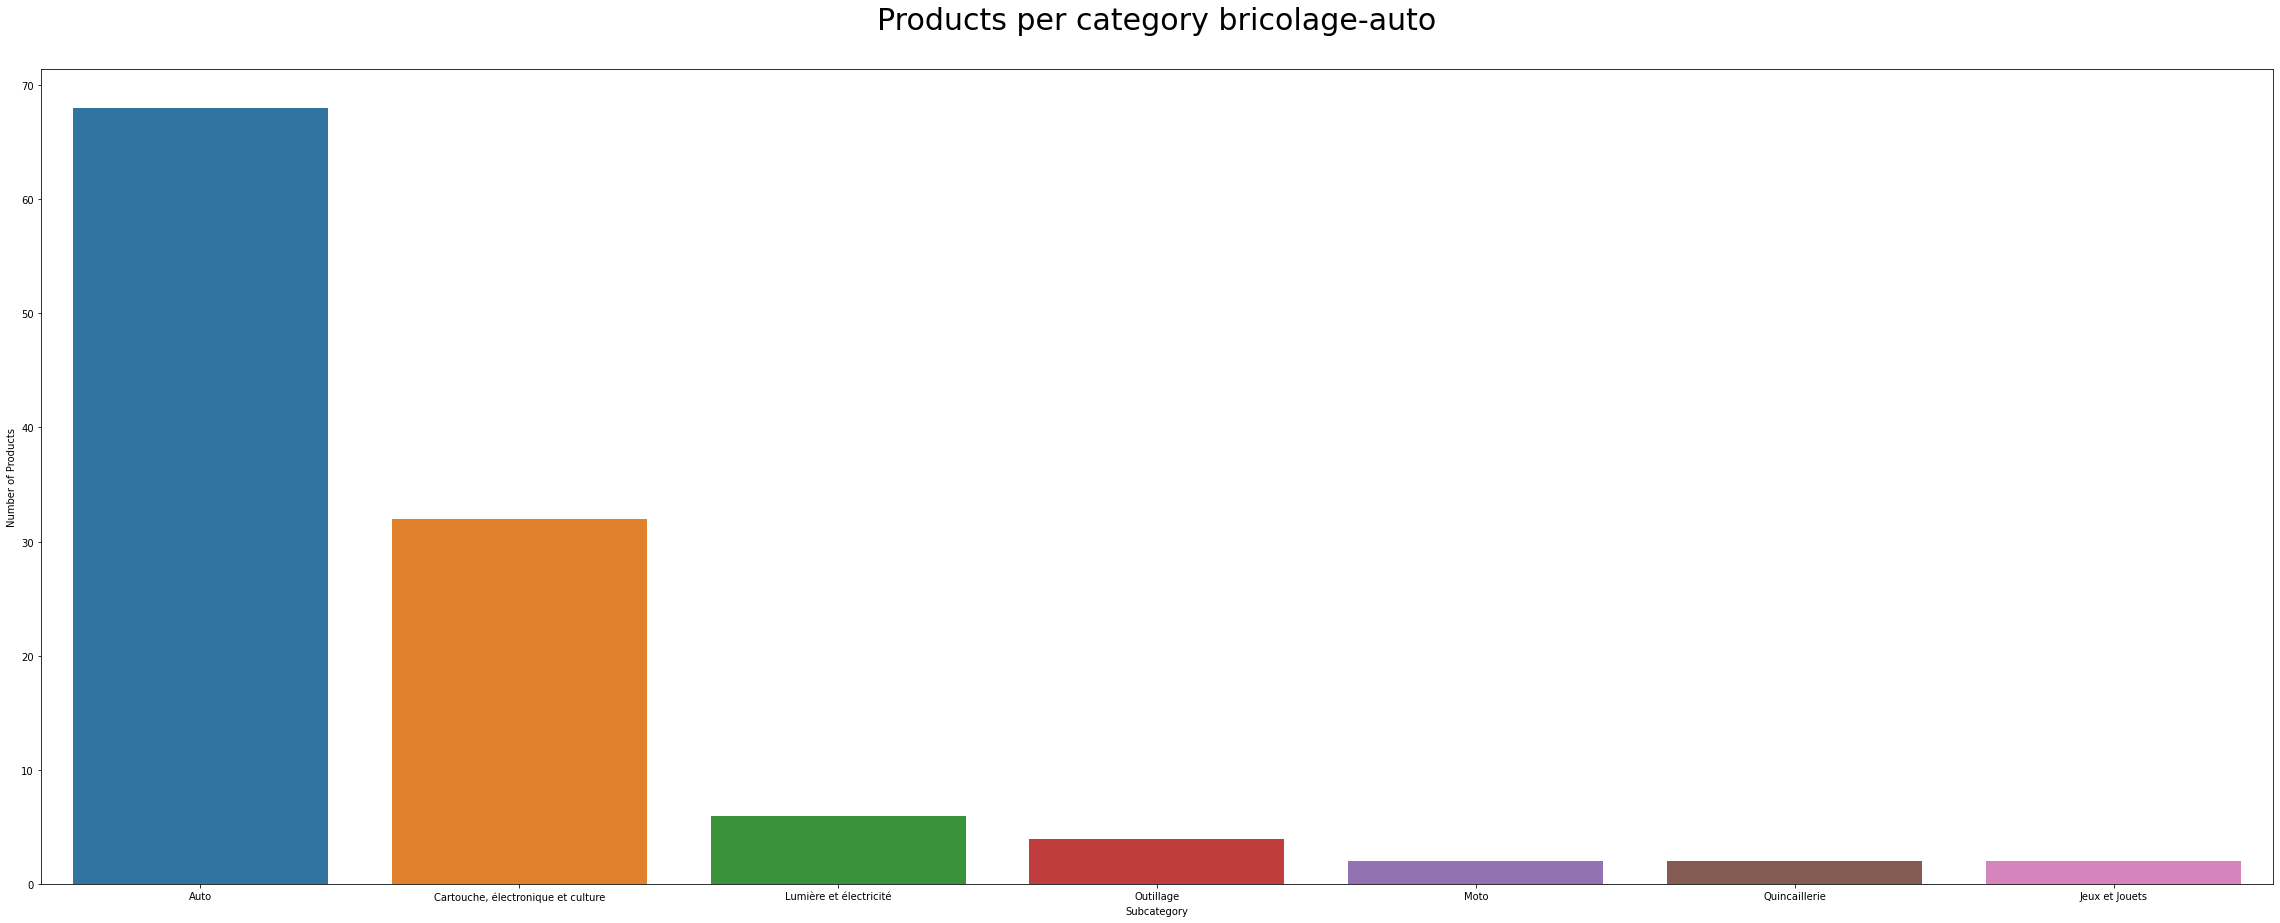 Products per category bricolage-auto
70
60
50
40
30
20
10
0
Number of Products
Auto
Cartouche, électronique et culture
Lumière et électricité
Outillage
Moto
Quincaillerie
Jeux et Jouets
Subcategory